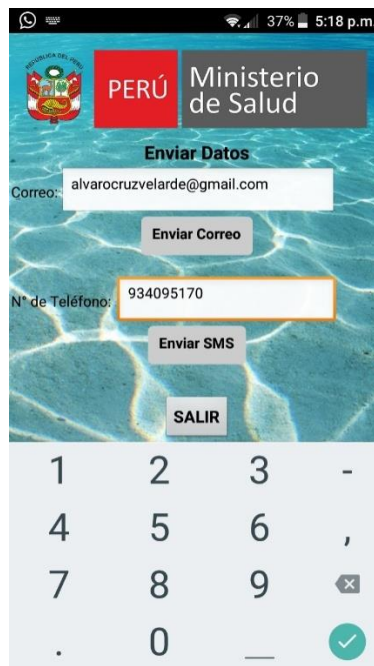 37% 5:18 p.m.
REPUBLICA DEL PERU
PERÚ Ministerio de Salud
Enviar Datos
Correo: alvarocruzvelarde@gmail.com
Enviar Correo
N° de Teléfono: 934095170
Enviar SMS
SALIR
1 2 3 -
4 5 6 ,
7 8 9
. 0 _